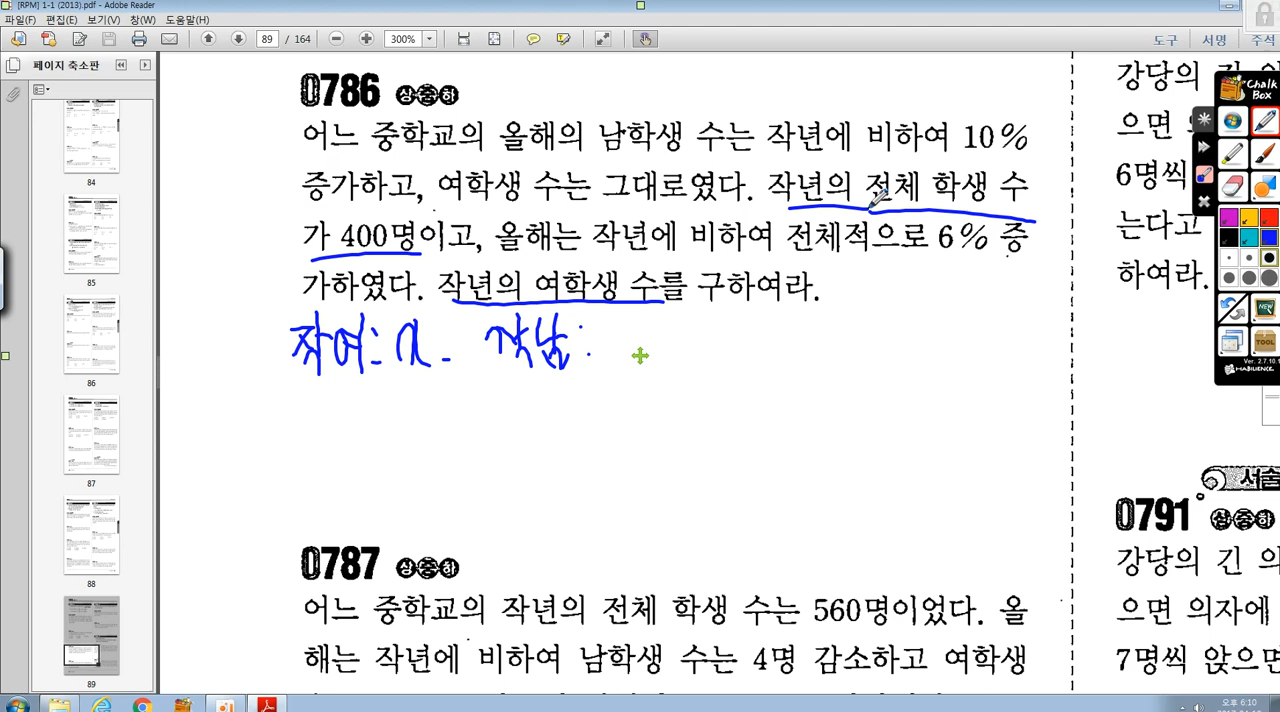 [RPM] 1-1 (2013).pdf - Adobe Reader
파일(F) 편집(E) 보기(V) 창(W) 도움말(H)
89 / 164 300% 도구 서명 주석
페이지 축소판
84
85
86
87
88
89
0786 상중하
어느 중학교의 올해의 남학생 수는 작년에 비하여 10%
증가하고, 여학생 수는 그대로였다. 작년의 전체 학생 수
가 400명이고, 올해는 작년에 비하여 전체적으로 6% 증
가하였다. 작년의 여학생 수를 구하여라.
작여: x 작남:
0787 상중하
어느 중학교의 작년의 전체 학생 수는 560명이었다. 올
해는 작년에 비하여 남학생 수는 4명 감소하고 여학생
강당의 긴
으면
6명씩
는다고
하여라.
서술
0791 상중하
강당의 긴 의
으면 의자에
7명씩 앉으면
Chalk Box
NEW
TOOL
Ver. 2.7.10.
HABILIENCE
오후 6:10